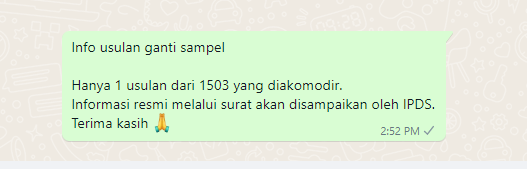 Info usulan ganti sampel
Hanya 1 usulan dari 1503 yang diakomodir.
Informasi resmi melalui surat akan disampaikan oleh IPDS.
Terima kasih 🙏
2:52 PM ✓